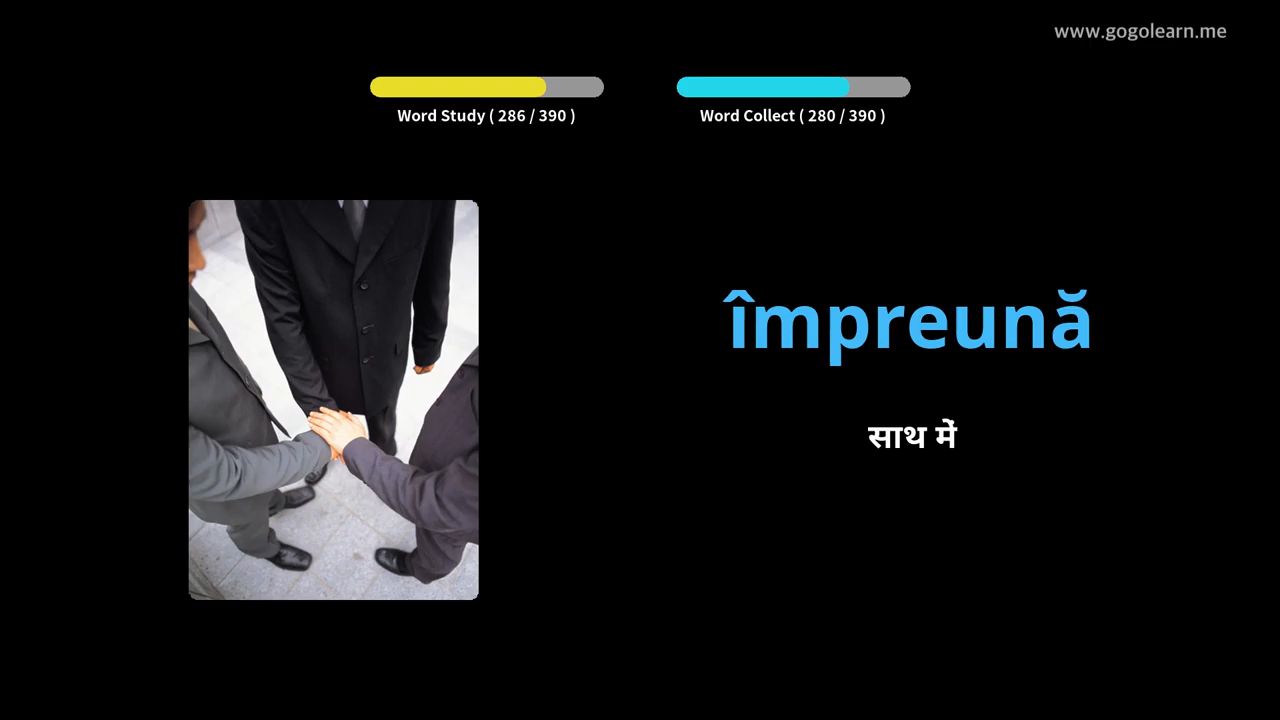 www.gogolearn.me
Word Study ( 286 / 390 )
Word Collect ( 280 / 390 )
împreună
साथ में